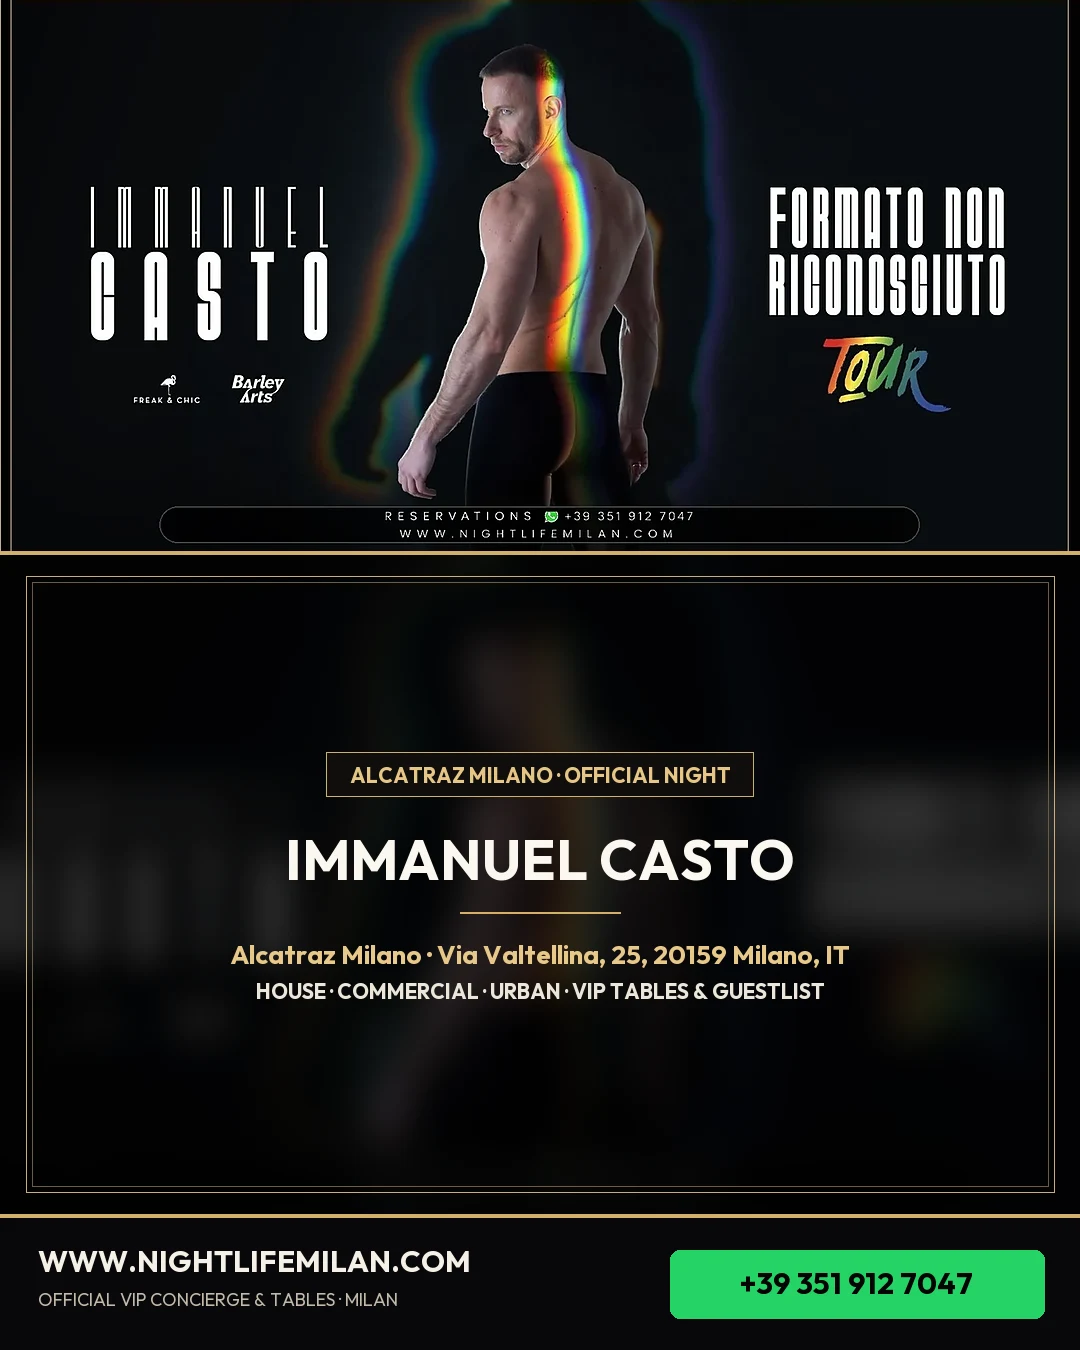 IMMANUEL
CASTO
FREAK & CHIC
Barley
Arts
FORMATO NON
RICONOSCIUTO
TOUR
RESERVATIONS +39 351 912 7047
WWW.NIGHTLIFEMILAN.COM
ALCATRAZ MILANO · OFFICIAL NIGHT
IMMANUEL CASTO
Alcatraz Milano · Via Valtellina, 25, 20159 Milano, IT
HOUSE · COMMERCIAL · URBAN · VIP TABLES & GUESTLIST
WWW.NIGHTLIFEMILAN.COM
OFFICIAL VIP CONCIERGE & TABLES · MILAN
+39 351 912 7047